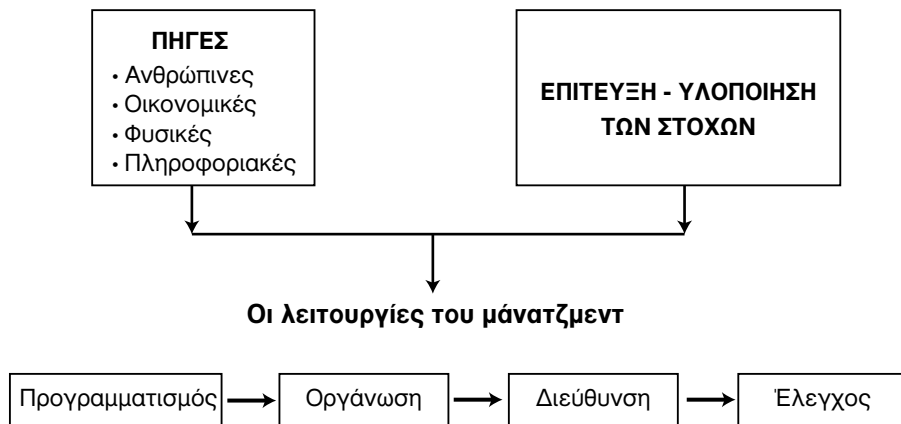 ΠΗΓΕΣ
• Ανθρώπινες
• Οικονομικές
• Φυσικές
• Πληροφοριακές
ΕΠΙΤΕΥΞΗ - ΥΛΟΠΟΙΗΣΗ
ΤΩΝ ΣΤΟΧΩΝ
Οι λειτουργίες του μάνατζμεντ
Προγραμματισμός
Οργάνωση
Διεύθυνση
Έλεγχος